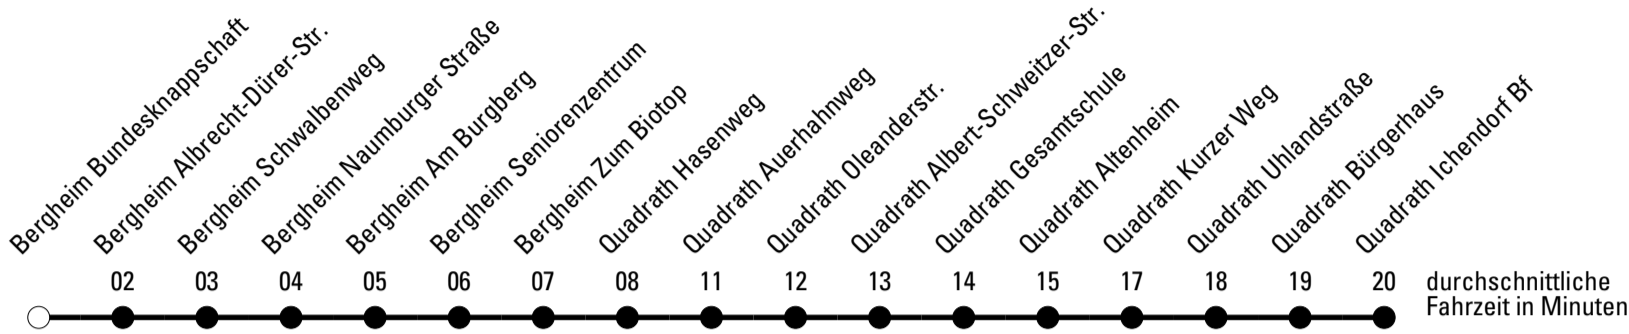 Bergheim Bundesknappschaft
Bergheim Albrecht-Dürer-Str.
Bergheim Schwalbenweg
Bergheim Naumburger Straße
Bergheim Am Burgberg
Bergheim Seniorenzentrum
Bergheim Zum Biotop
Quadrath Hasenweg
Quadrath Auerhahnweg
Quadrath Oleanderstr.
Quadrath Albert-Schweitzer-Str.
Quadrath Gesamtschule
Quadrath Altenheim
Quadrath Kurzer Weg
Quadrath Uhlandstraße
Quadrath Bürgerhaus
Quadrath Ichendorf Bf
02 03 04 05 06 07 08 11 12 13 14 15 17 18 19 20
durchschnittliche
Fahrzeit in Minuten